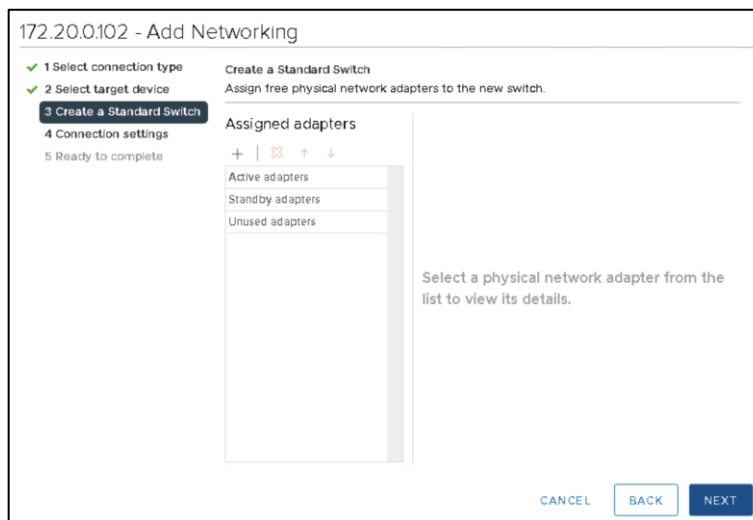 172.20.0.102 - Add Networking
1 Select connection type
2 Select target device
3 Create a Standard Switch
4 Connection settings
5 Ready to complete
Create a Standard Switch
Assign free physical network adapters to the new switch.
Assigned adapters
Active adapters
Standby adapters
Unused adapters
Select a physical network adapter from the
list to view its details.
CANCEL
BACK
NEXT